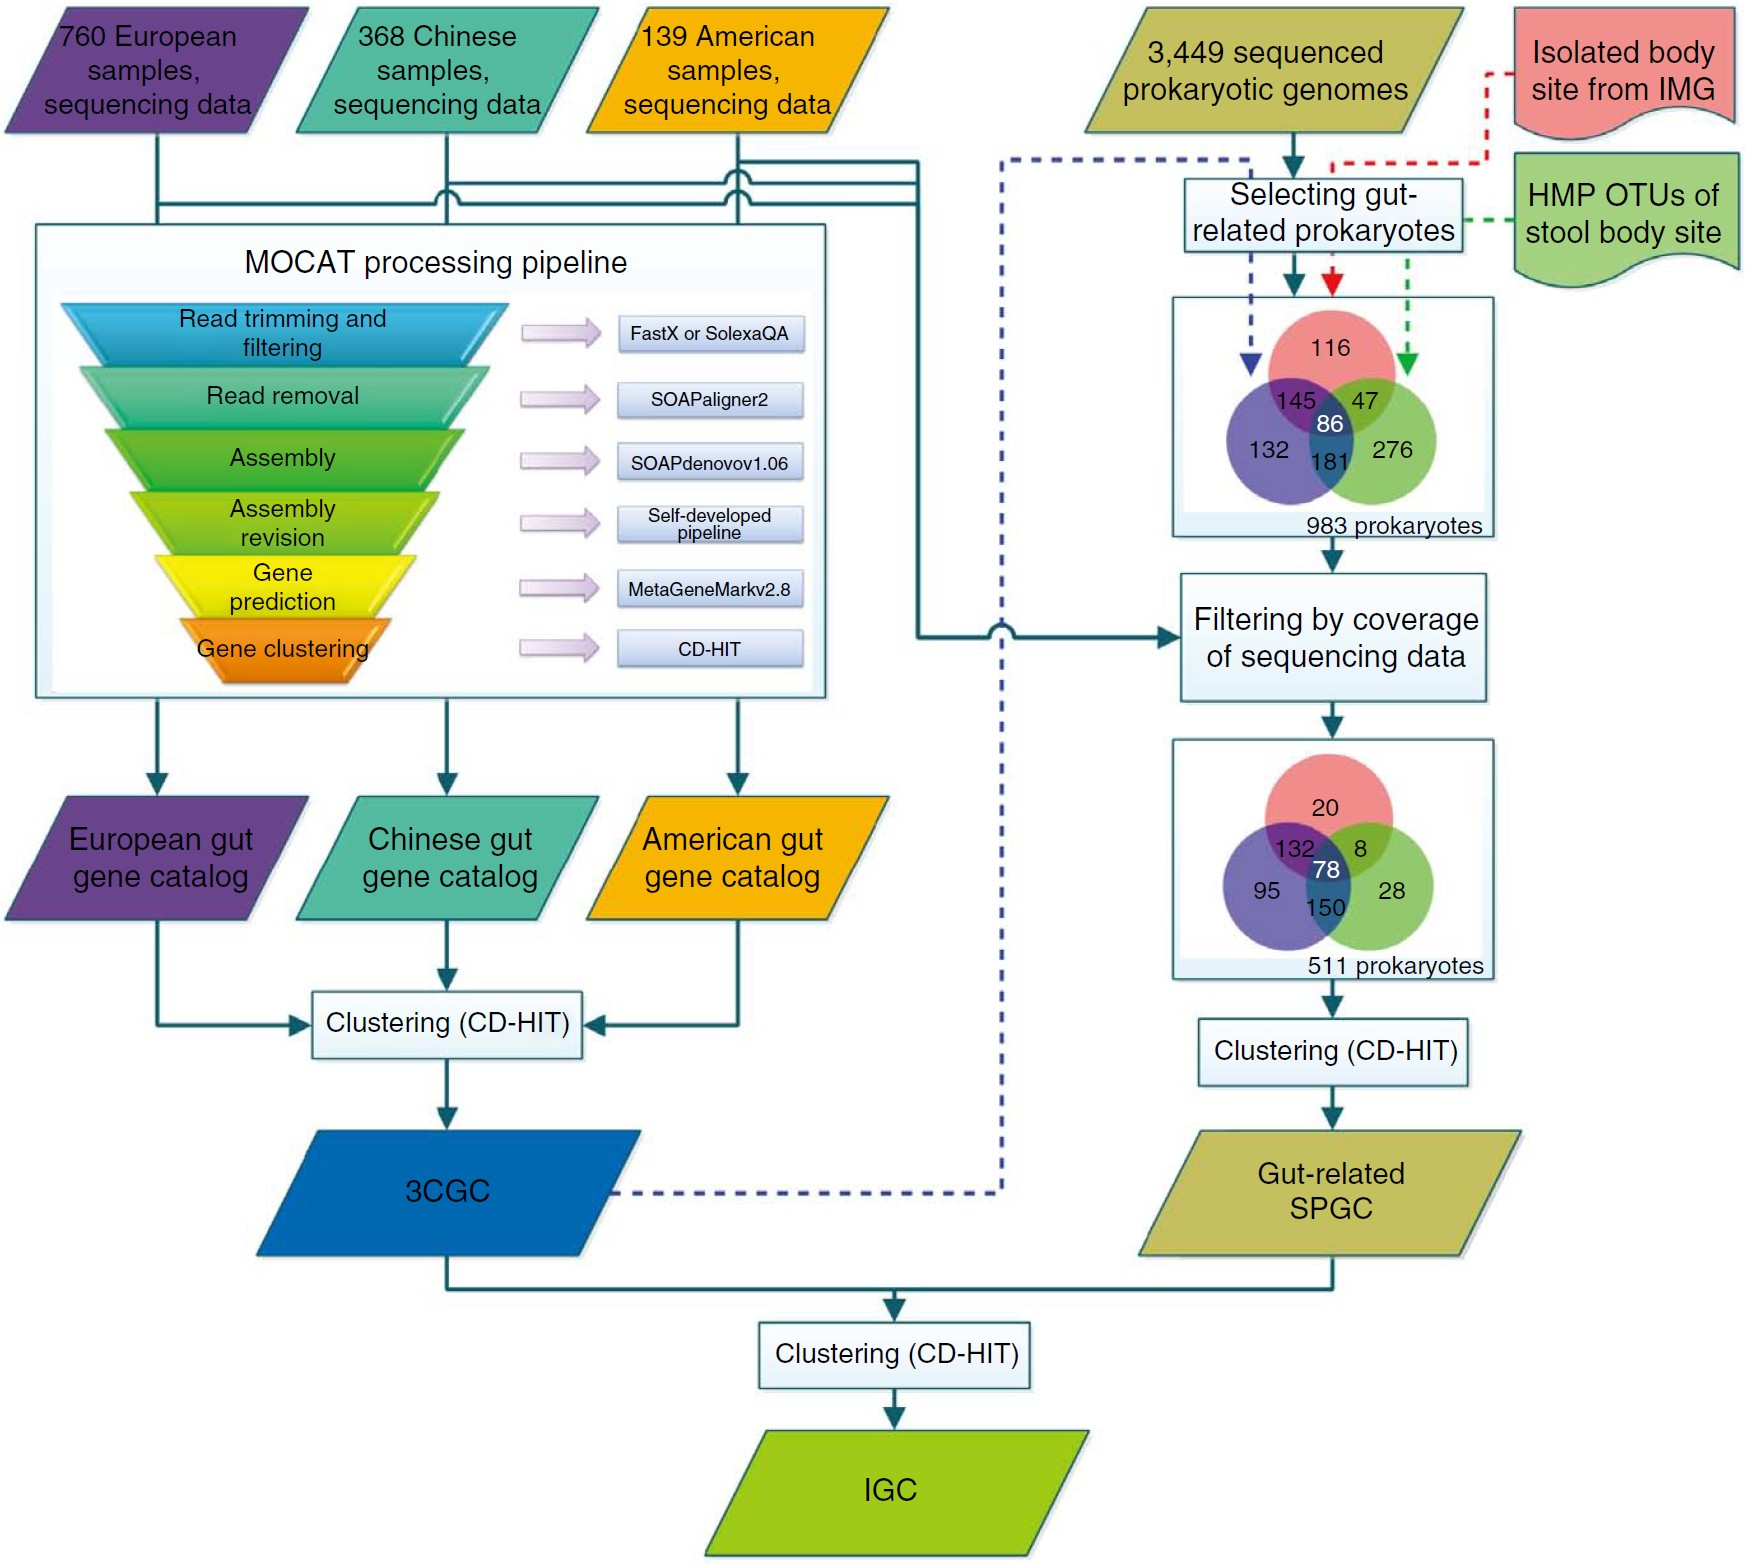 760 European
samples,
sequencing data
368 Chinese
samples,
sequencing data
139 American
samples,
sequencing data
3,449 sequenced
prokaryotic genomes
Isolated body
site from IMG
HMP OTUs of
stool body site
Selecting gut-
related prokaryotes
MOCAT processing pipeline
Read trimming and
filtering
FastX or SolexaQA
Read removal
SOAPaligner2
Assembly
SOAPdenovov1.06
Assembly
revision
Self-developed
pipeline
Gene
prediction
MetaGeneMarkv2.8
Gene clustering
CD-HIT
116
145
47
86
132
181
276
983 prokaryotes
Filtering by coverage
of sequencing data
20
132
8
78
95
150
28
511 prokaryotes
European gut
gene catalog
Chinese gut
gene catalog
American gut
gene catalog
Clustering (CD-HIT)
Clustering (CD-HIT)
3CGC
Gut-related
SPGC
Clustering (CD-HIT)
IGC